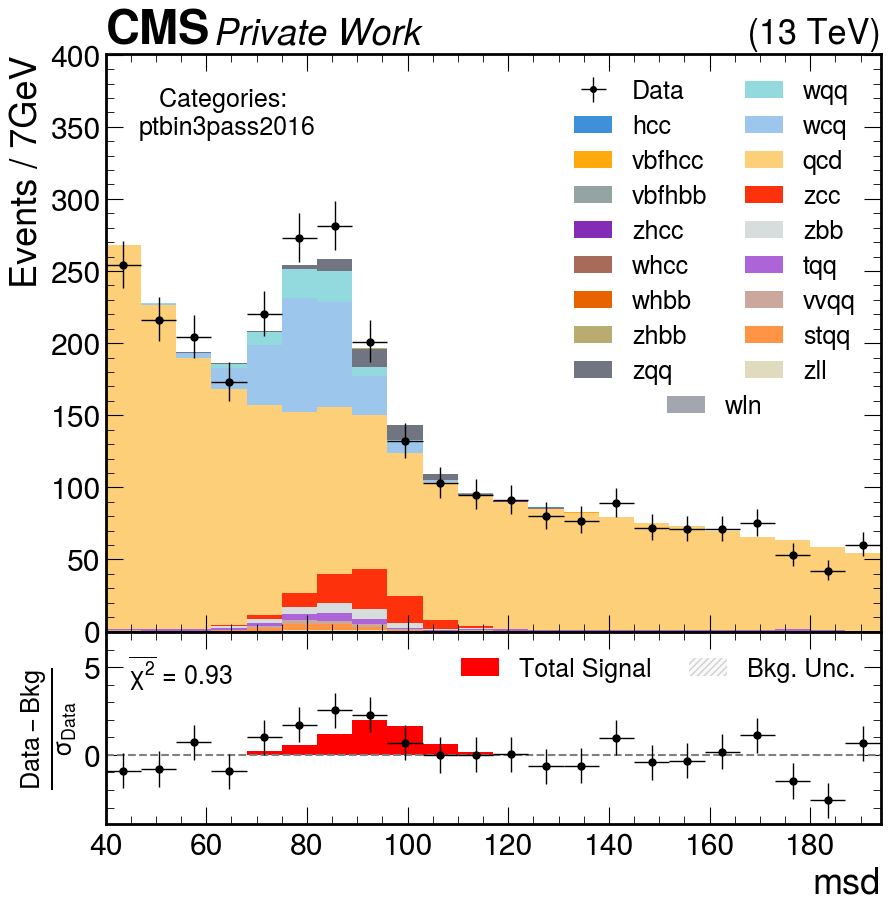 CMS Private Work (13 TeV)
Events / 7GeV
400
350
300
250
200
150
100
50
0
Categories:
ptbin3pass2016
Data
hcc
vbfhcc
vbfhbb
zhcc
whcc
whbb
zhbb
zqq
wqq
wcq
qcd
zcc
zbb
tqq
vvqq
stqq
zll
wln
Data – Bkg
σData
5
0
χ² = 0.93
Total Signal
Bkg. Unc.
40 60 80 100 120 140 160 180
msd